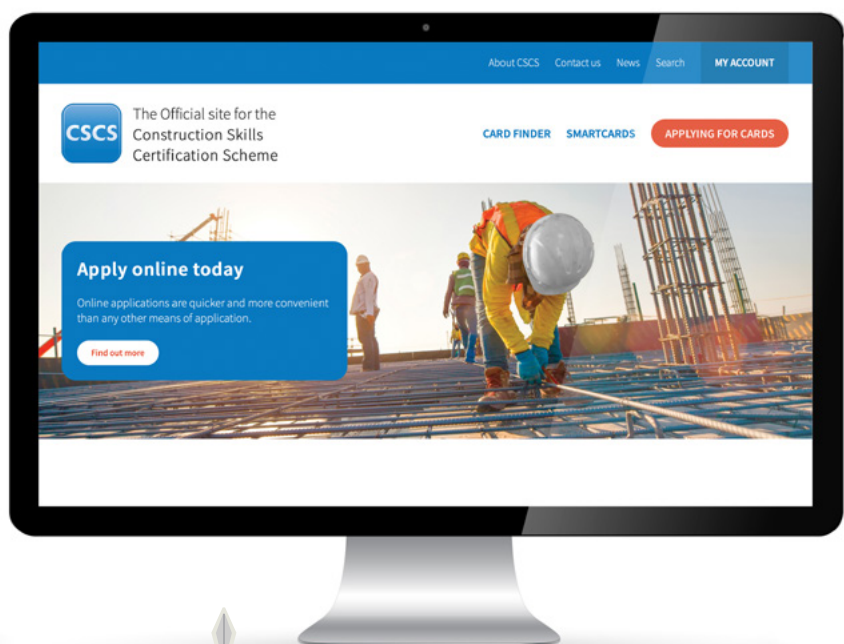 About CSCS Contact us News Search MY ACCOUNT
CSCS
The Official site for the
Construction Skills
Certification Scheme
CARD FINDER SMARTCARDS APPLYING FOR CARDS
Apply online today
Online applications are quicker and more convenient
than any other means of application.
Find out more